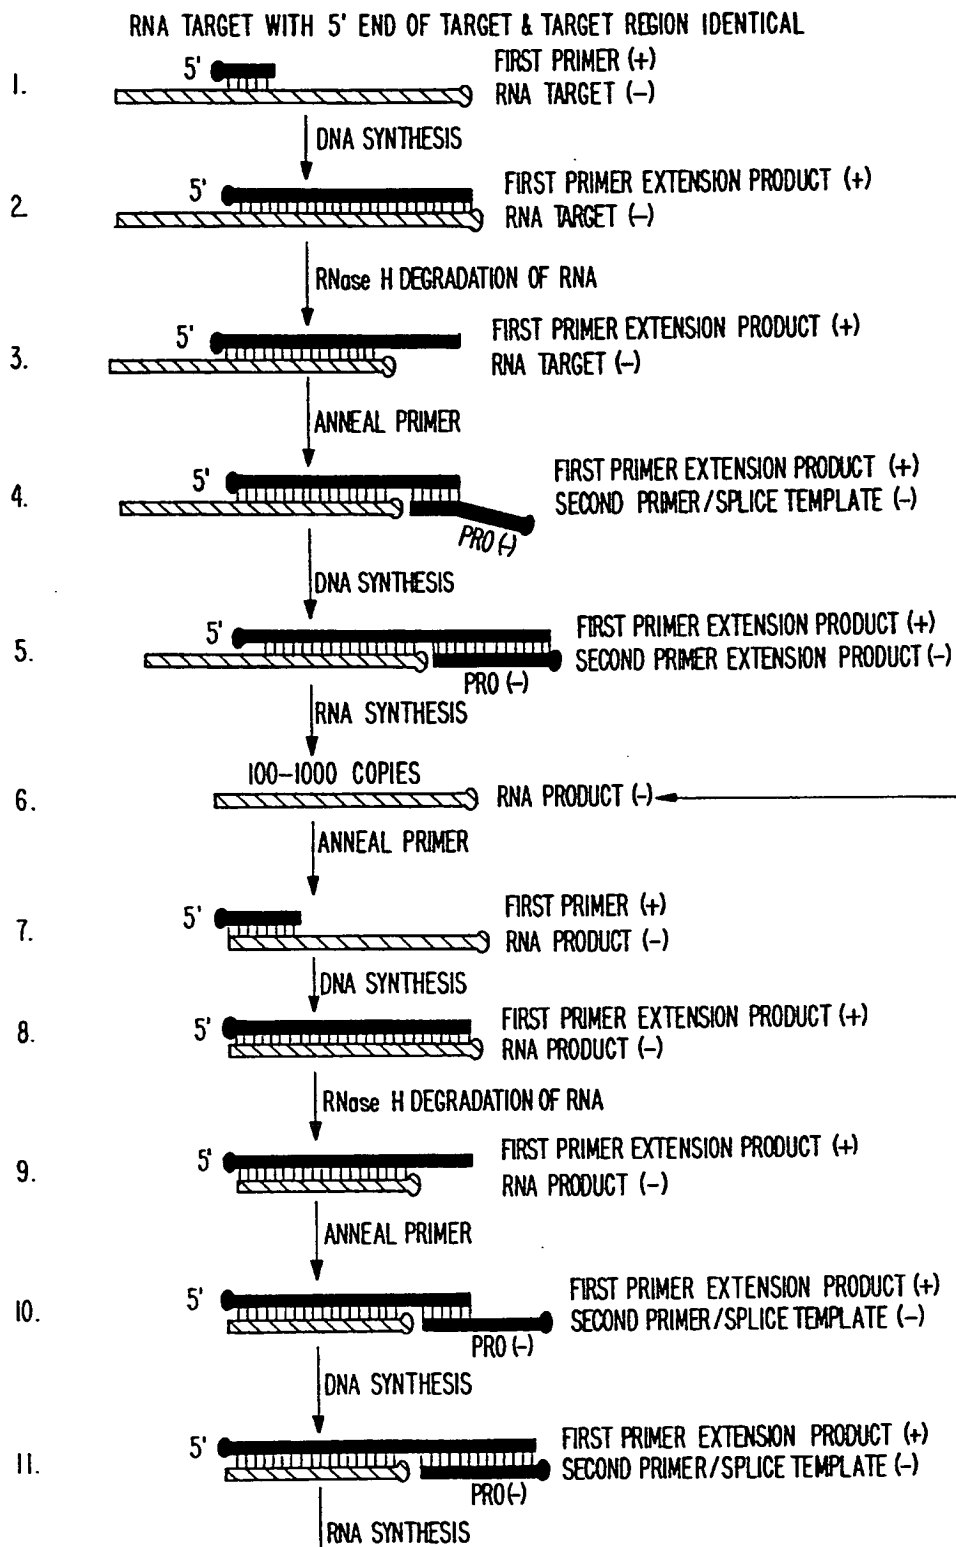 RNA TARGET WITH 5' END OF TARGET & TARGET REGION IDENTICAL
1.
5'
FIRST PRIMER (+)
RNA TARGET (-)
DNA SYNTHESIS
2.
5'
FIRST PRIMER EXTENSION PRODUCT (+)
RNA TARGET (-)
RNase H DEGRADATION OF RNA
3.
5'
FIRST PRIMER EXTENSION PRODUCT (+)
RNA TARGET (-)
ANNEAL PRIMER
4.
5'
FIRST PRIMER EXTENSION PRODUCT (+)
SECOND PRIMER/SPLICE TEMPLATE (-)
PRO (-)
DNA SYNTHESIS
5.
5'
FIRST PRIMER EXTENSION PRODUCT (+)
SECOND PRIMER EXTENSION PRODUCT (-)
PRO (-)
RNA SYNTHESIS
100-1000 COPIES
6.
RNA PRODUCT (-)
ANNEAL PRIMER
7.
5'
FIRST PRIMER (+)
RNA PRODUCT (-)
DNA SYNTHESIS
8.
5'
FIRST PRIMER EXTENSION PRODUCT (+)
RNA PRODUCT (-)
RNase H DEGRADATION OF RNA
9.
5'
FIRST PRIMER EXTENSION PRODUCT (+)
RNA PRODUCT (-)
ANNEAL PRIMER
10.
5'
FIRST PRIMER EXTENSION PRODUCT (+)
SECOND PRIMER/SPLICE TEMPLATE (-)
PRO (-)
DNA SYNTHESIS
11.
5'
FIRST PRIMER EXTENSION PRODUCT (+)
SECOND PRIMER/SPLICE TEMPLATE (-)
PRO (-)
RNA SYNTHESIS